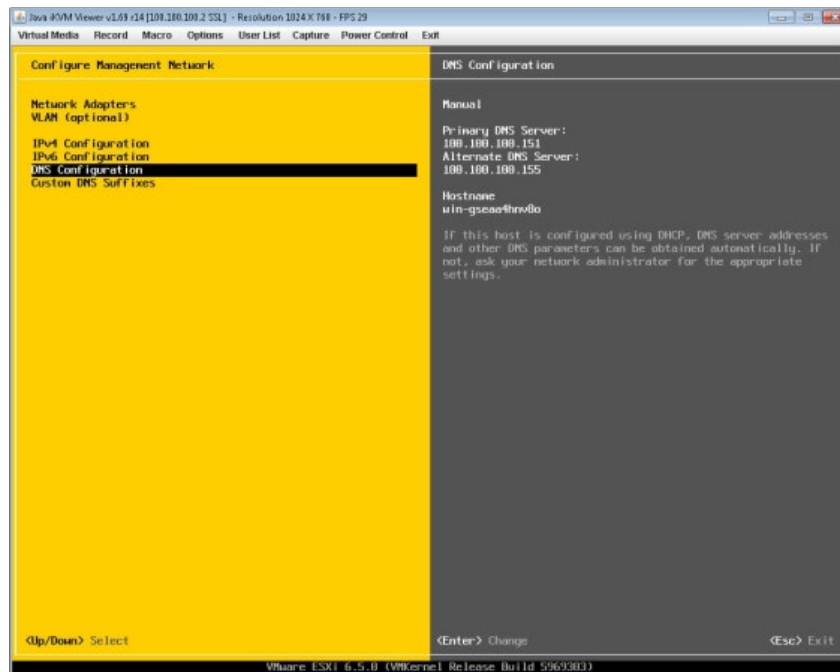 Java iKVM Viewer v1.69 r14 [100.100.100.2 SSL] - Resolution 1024 X 768 - FPS 29
Virtual Media Record Macro Options User List Capture Power Control Exit
Configure Management Network
DNS Configuration
Network Adapters
VLAN (optional)
IPv4 Configuration
IPv6 Configuration
DNS Configuration
Custom DNS Suffixes
Manual
Primary DNS Server:
100.100.100.151
Alternate DNS Server:
100.100.100.155
Hostname
win-gseaa4hnv0o
If this host is configured using DHCP, DNS server addresses
and other DNS parameters can be obtained automatically. If
not, ask your network administrator for the appropriate
settings.
<Up/Down> Select
<Enter> Change
<Esc> Exit
VMware ESXi 6.5.0 (VMKernel Release Build 5969303)